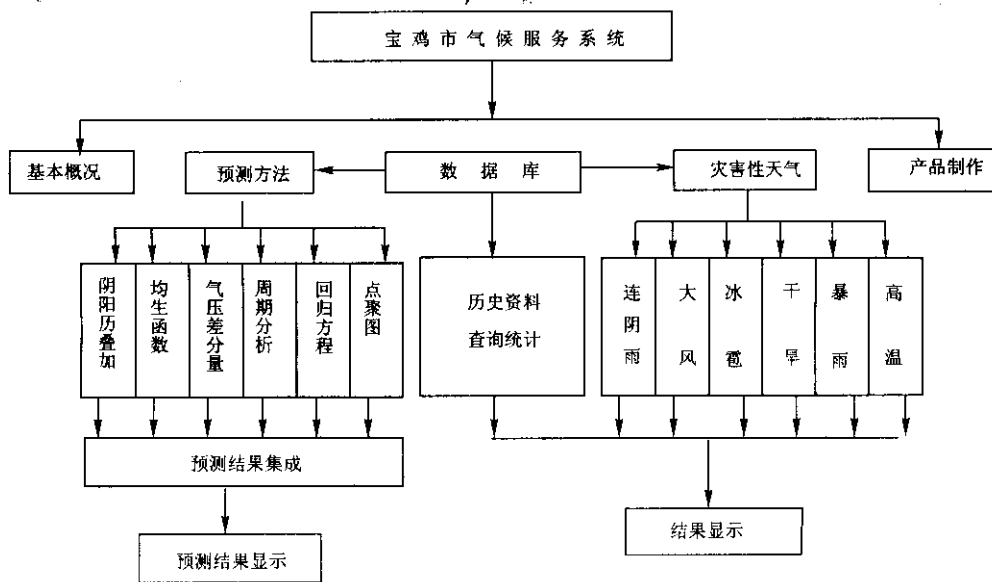 宝鸡市气候服务系统
基本概况
预测方法
数据库
灾害性天气
产品制作
阴阳历叠加
均生函数
气压差分量
周期分析
回归方程
点聚图
历史资料
查询统计
连阴雨
大风
冰雹
干旱
暴雨
高温
预测结果集成
结果显示
预测结果显示